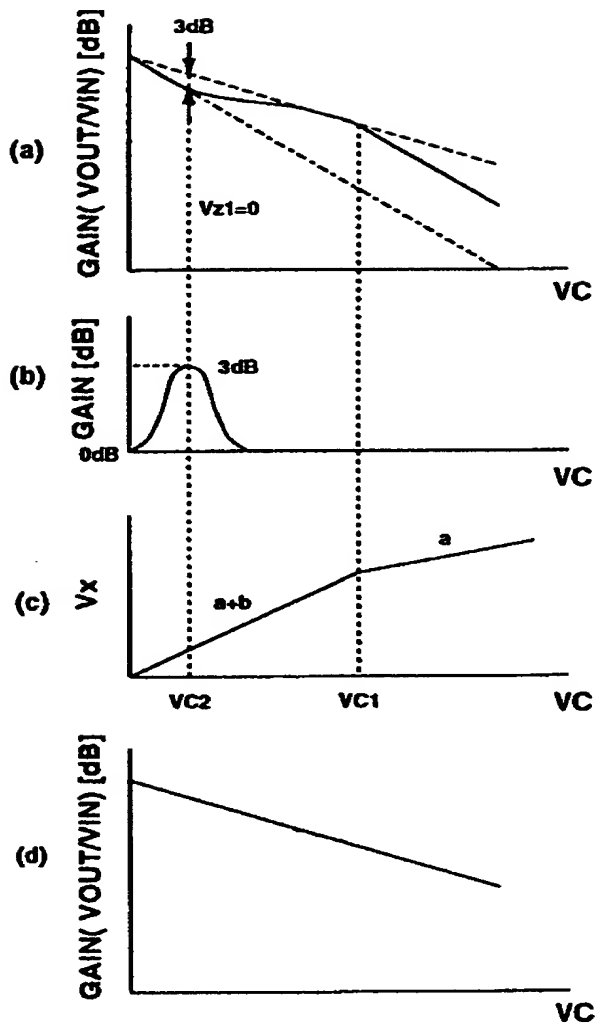 3dB
GAIN( VOUT/VIN) [dB]
(a)
Vz1=0
VC
GAIN [dB]
(b)
3dB
0dB
VC
Vx
(c)
a
a+b
VC2
VC1
VC
GAIN( VOUT/VIN) [dB]
(d)
VC